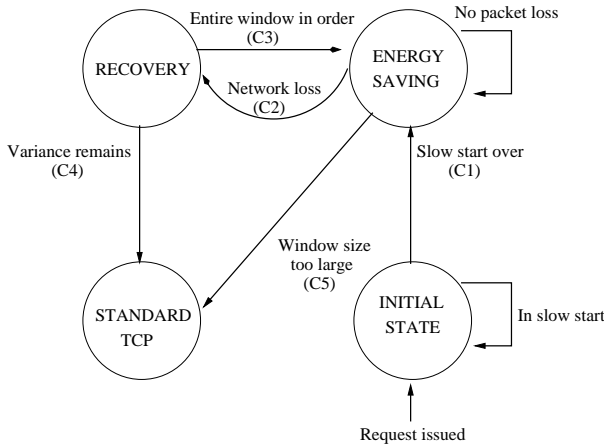 Entire window in order
(C3)
No packet loss
RECOVERY
ENERGY
SAVING
Network loss
(C2)
Variance remains
(C4)
Slow start over
(C1)
Window size
too large
(C5)
STANDARD
TCP
INITIAL
STATE
In slow start
Request issued